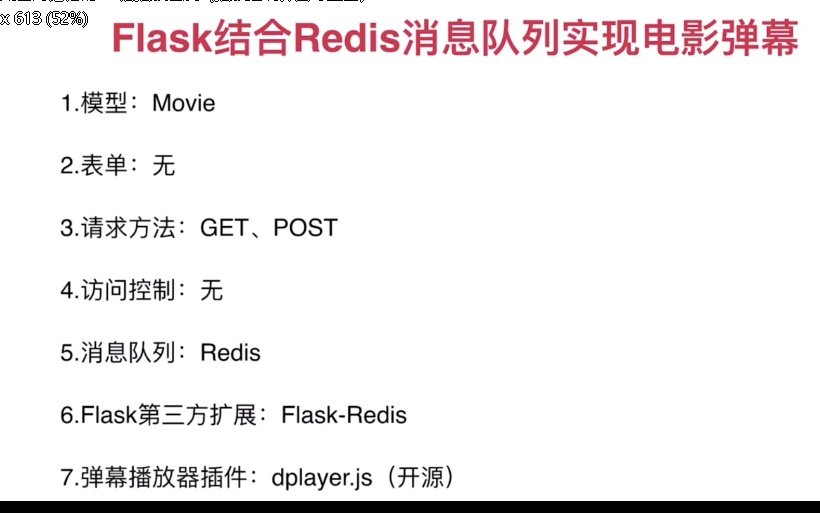 x 613 (52%)
Flask结合Redis消息队列实现电影弹幕
1.模型：Movie
2.表单：无
3.请求方法：GET、POST
4.访问控制：无
5.消息队列：Redis
6.Flask第三方扩展：Flask-Redis
7.弹幕播放器插件：dplayer.js（开源）